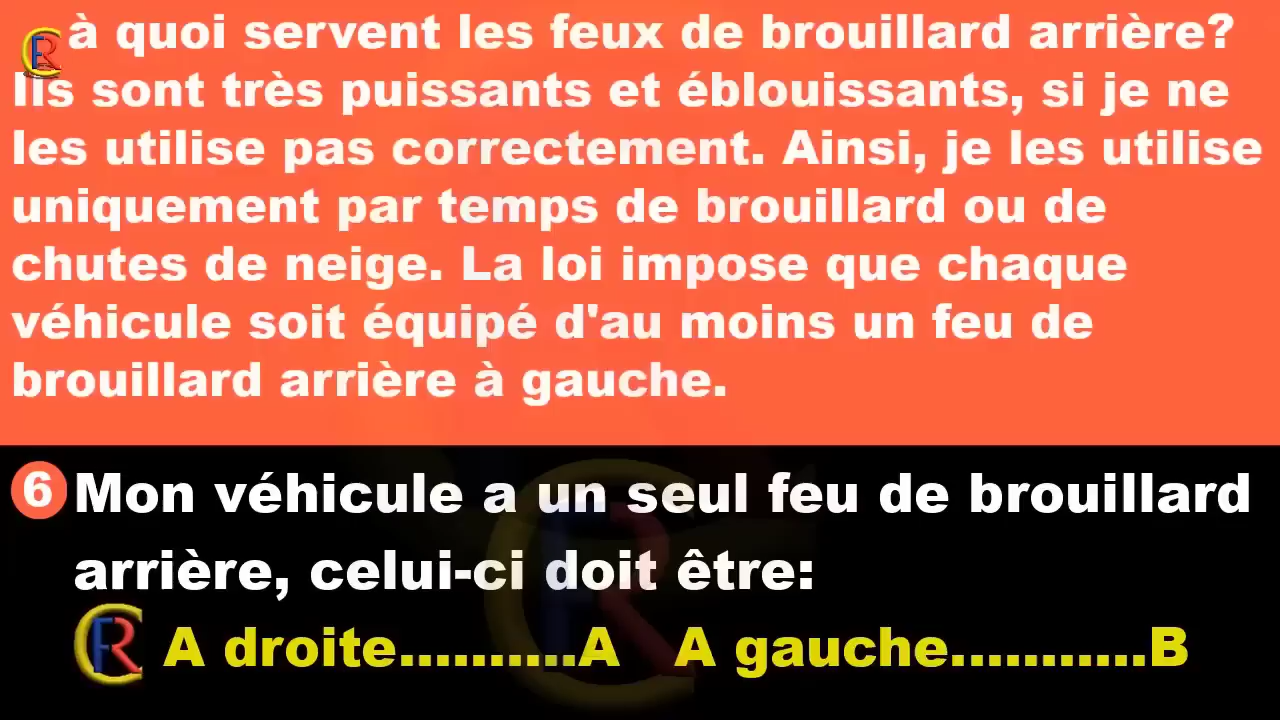 à quoi servent les feux de brouillard arrière?
Ils sont très puissants et éblouissants, si je ne
les utilise pas correctement. Ainsi, je les utilise
uniquement par temps de brouillard ou de
chutes de neige. La loi impose que chaque
véhicule soit équipé d'au moins un feu de
brouillard arrière à gauche.
6 Mon véhicule a un seul feu de brouillard
arrière, celui-ci doit être:
A droite..........A A gauche...........B